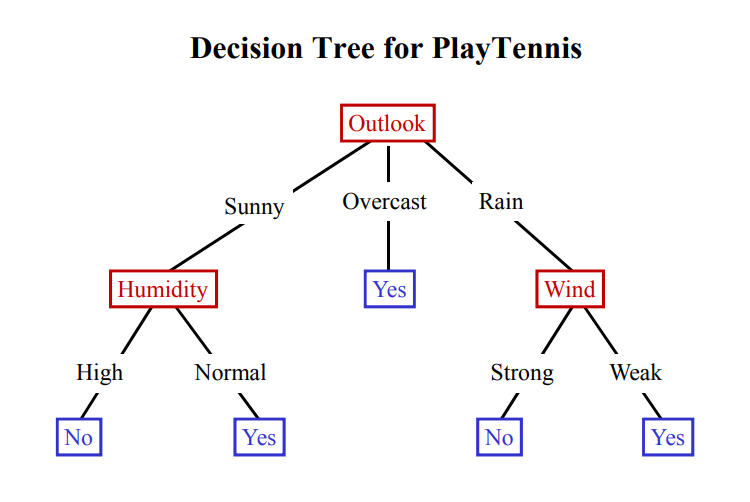 Decision Tree for PlayTennis
Outlook
Sunny
Overcast
Rain
Humidity
Yes
Wind
High
Normal
Strong
Weak
No
Yes
No
Yes